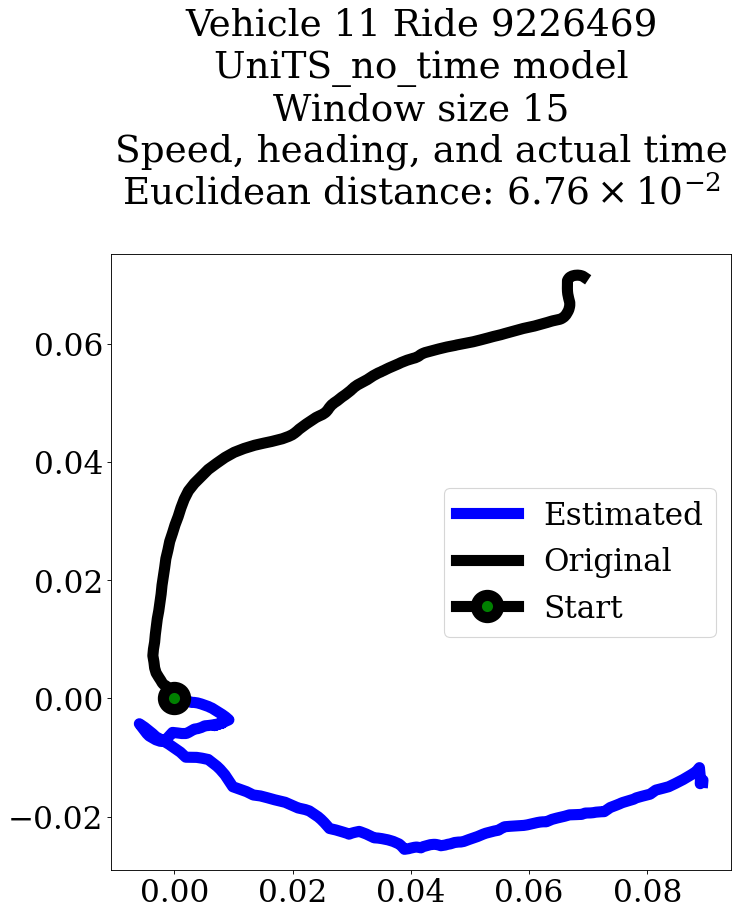 Vehicle 11 Ride 9226469
UniTS_no_time model
Window size 15
Speed, heading, and actual time
Euclidean distance: 6.76 × 10⁻²
0.06
0.04
0.02
0.00
−0.02
Estimated
Original
Start
0.00 0.02 0.04 0.06 0.08